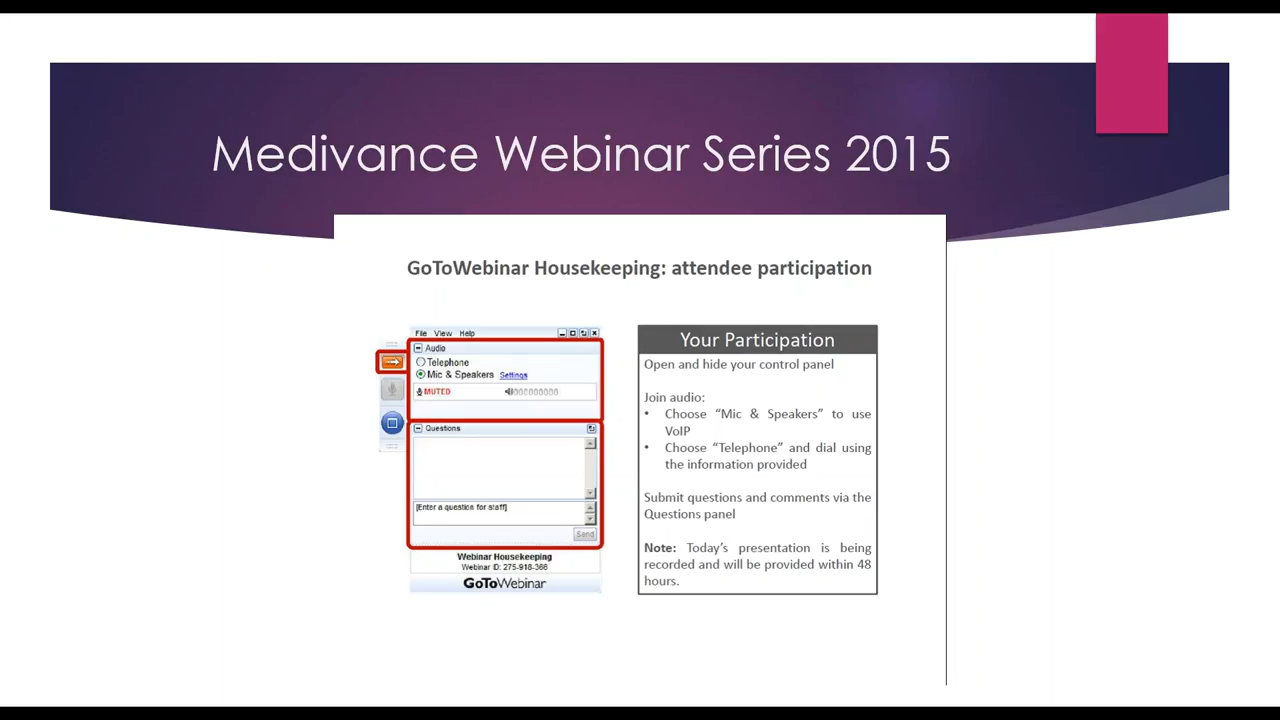 Medivance Webinar Series 2015
GoToWebinar Housekeeping: attendee participation
File View Help
Audio
Telephone
Mic & Speakers Settings
MUTED 000000000
Questions
[Enter a question for staff]
Send
Webinar Housekeeping
Webinar ID: 275-918-366
GoToWebinar
Your Participation
Open and hide your control panel
Join audio:
• Choose “Mic & Speakers” to use
VoIP
• Choose “Telephone” and dial using
the information provided
Submit questions and comments via the
Questions panel
Note: Today’s presentation is being
recorded and will be provided within 48
hours.